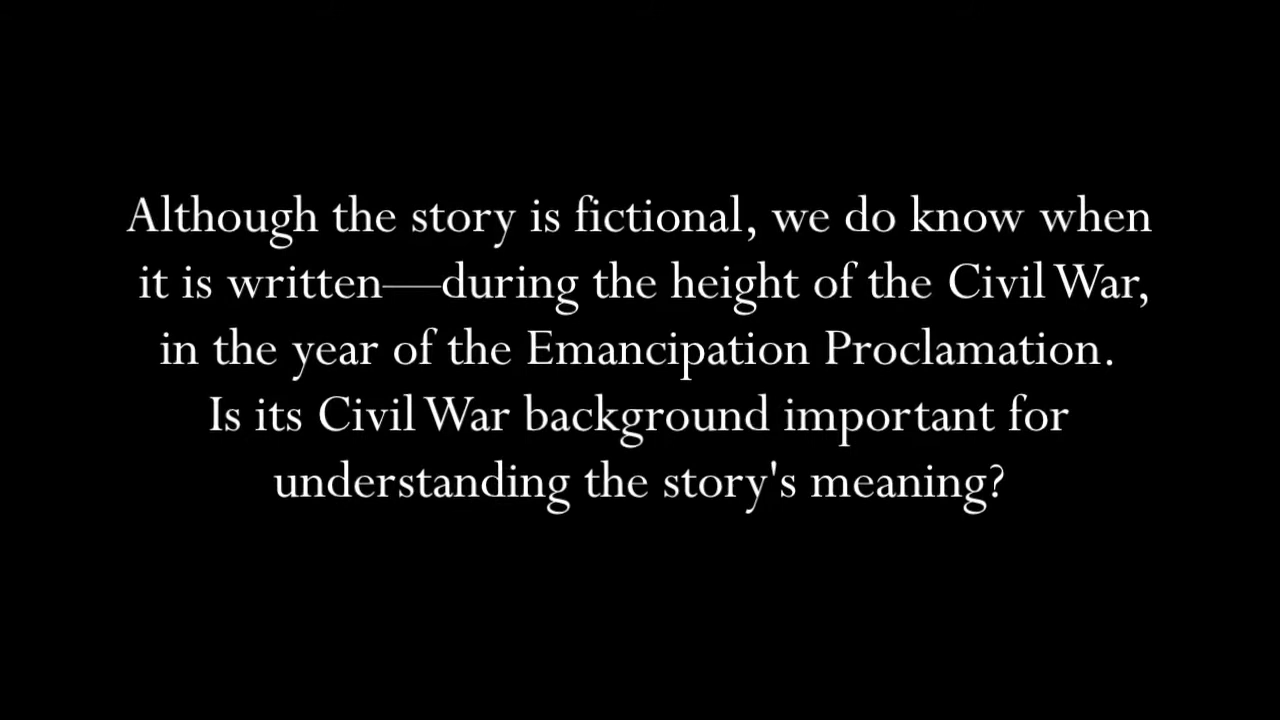 Although the story is fictional, we do know when
it is written—during the height of the Civil War,
in the year of the Emancipation Proclamation.
Is its Civil War background important for
understanding the story's meaning?